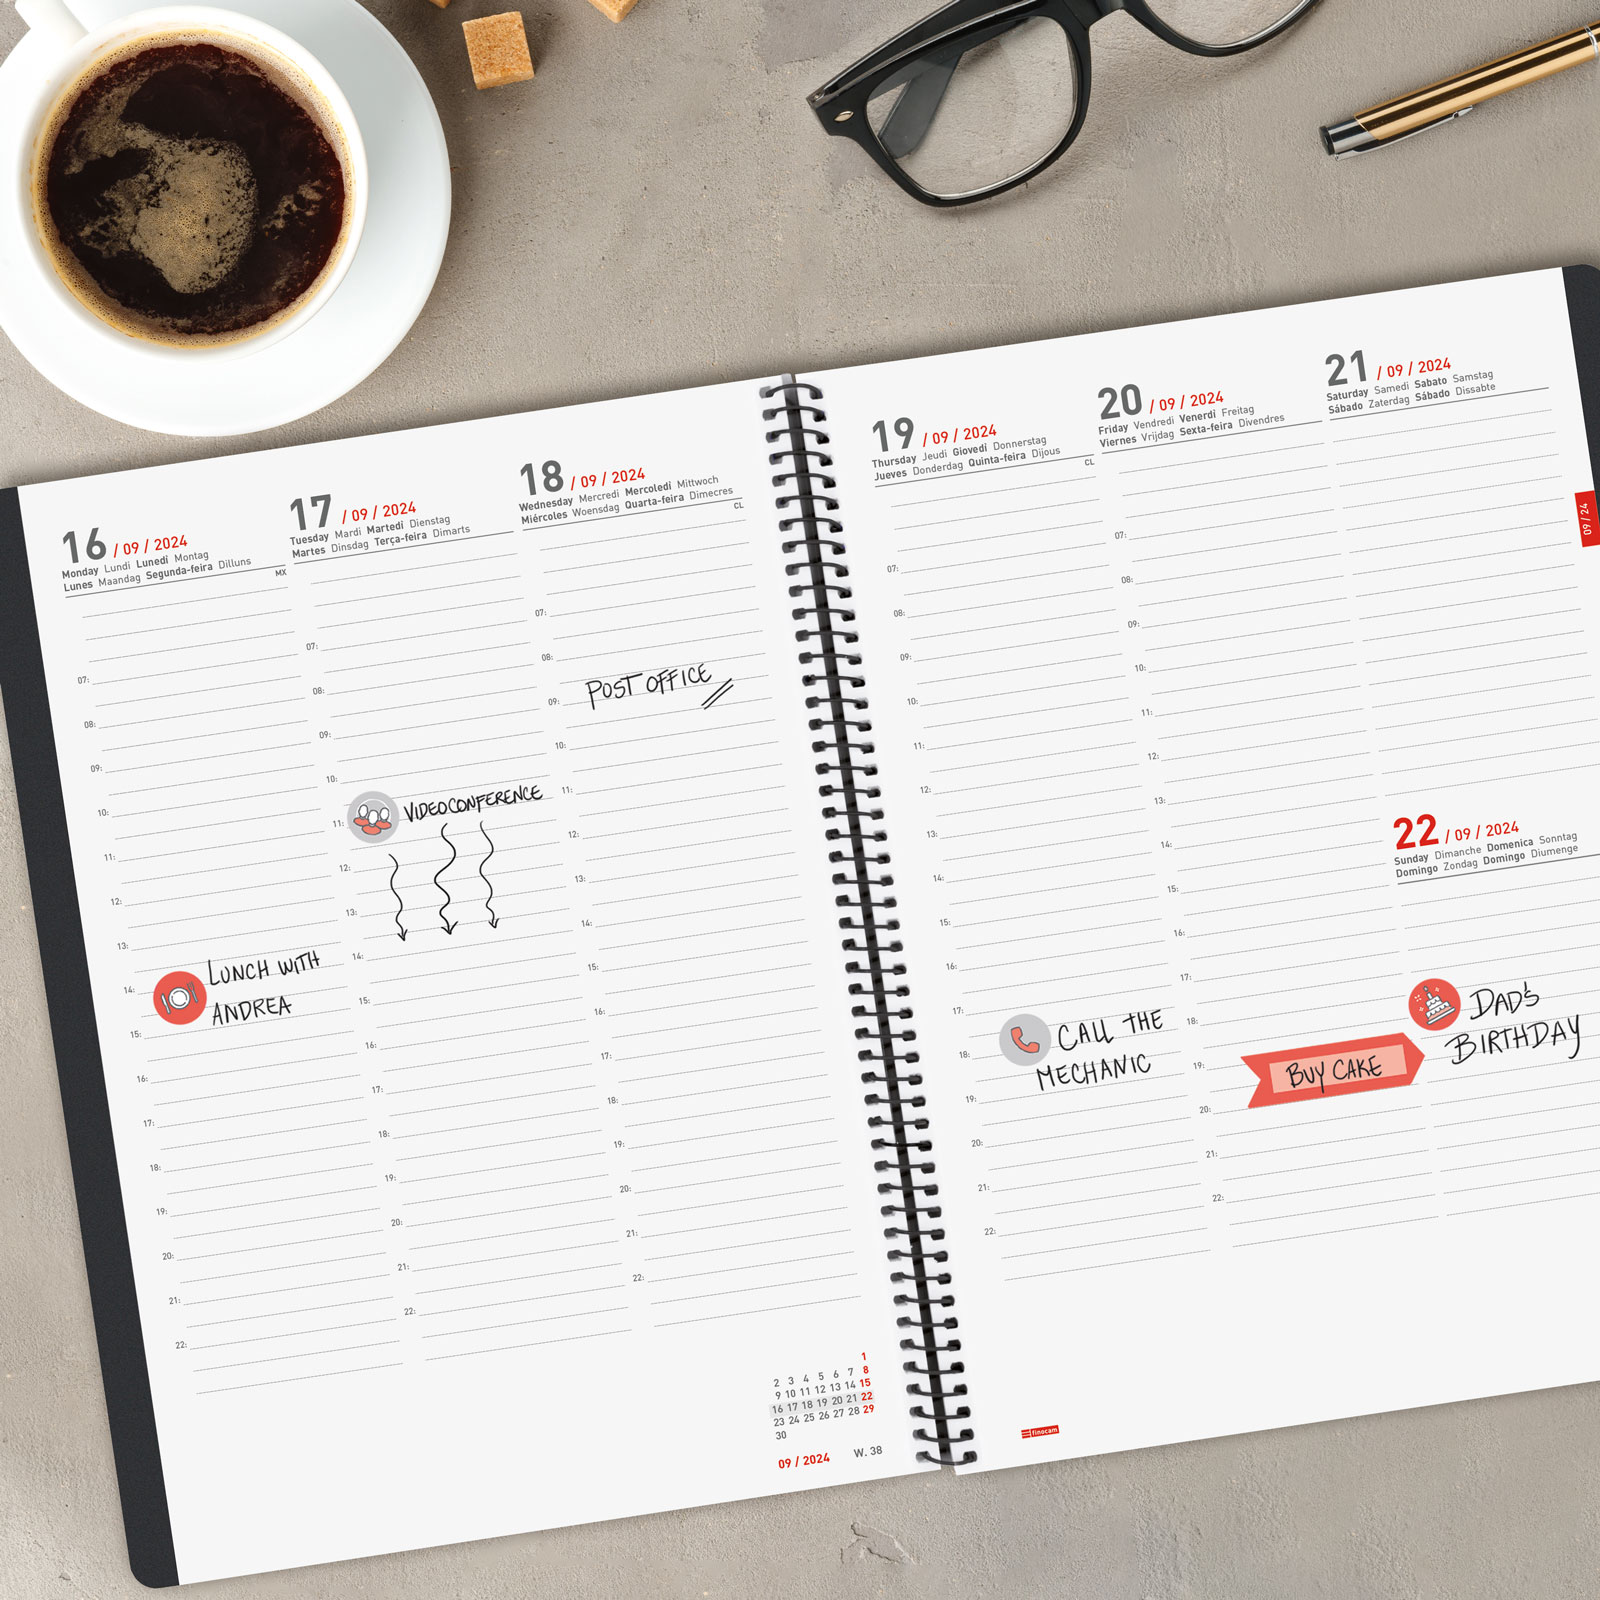 16 / 09 / 2024
Monday Lundi Lunedì Montag
Lunes Maandag Segunda-feira Dilluns
MX
07:
08:
09:
10:
11:
12:
13:
14:
LUNCH WITH
ANDREA
15:
16:
17:
18:
19:
20:
21:
22:
17 / 09 / 2024
Tuesday Mardi Martedì Dienstag
Martes Dinsdag Terça-feira Dimarts
07:
08:
09:
10:
11:
VIDEOCONFERENCE
12:
13:
14:
15:
16:
17:
18:
19:
20:
21:
22:
18 / 09 / 2024
Wednesday Mercredi Mercoledì Mittwoch
Miércoles Woensdag Quarta-feira Dimecres
CL
07:
08:
POST OFFICE
09:
10:
11:
12:
13:
14:
15:
16:
17:
18:
19:
20:
21:
22:
1
2 3 4 5 6 7 8
9 10 11 12 13 14 15
16 17 18 19 20 21 22
23 24 25 26 27 28 29
30
09 / 2024 W. 38
19 / 09 / 2024
Thursday Jeudi Giovedì Donnerstag
Jueves Donderdag Quinta-feira Dijous
CL
07:
08:
09:
10:
11:
12:
13:
14:
15:
16:
17:
18:
CALL THE
MECHANIC
19:
20:
21:
22:
finocam
20 / 09 / 2024
Friday Vendredi Venerdì Freitag
Viernes Vrijdag Sexta-feira Divendres
07:
08:
09:
10:
11:
12:
13:
14:
15:
16:
17:
18:
19:
BUY CAKE
20:
21:
22:
21 / 09 / 2024
Saturday Samedi Sabato Samstag
Sábado Zaterdag Sábado Dissabte
09 / 24
22 / 09 / 2024
Sunday Dimanche Domenica Sonntag
Domingo Zondag Domingo Diumenge
DAD'S
BIRTHDAY